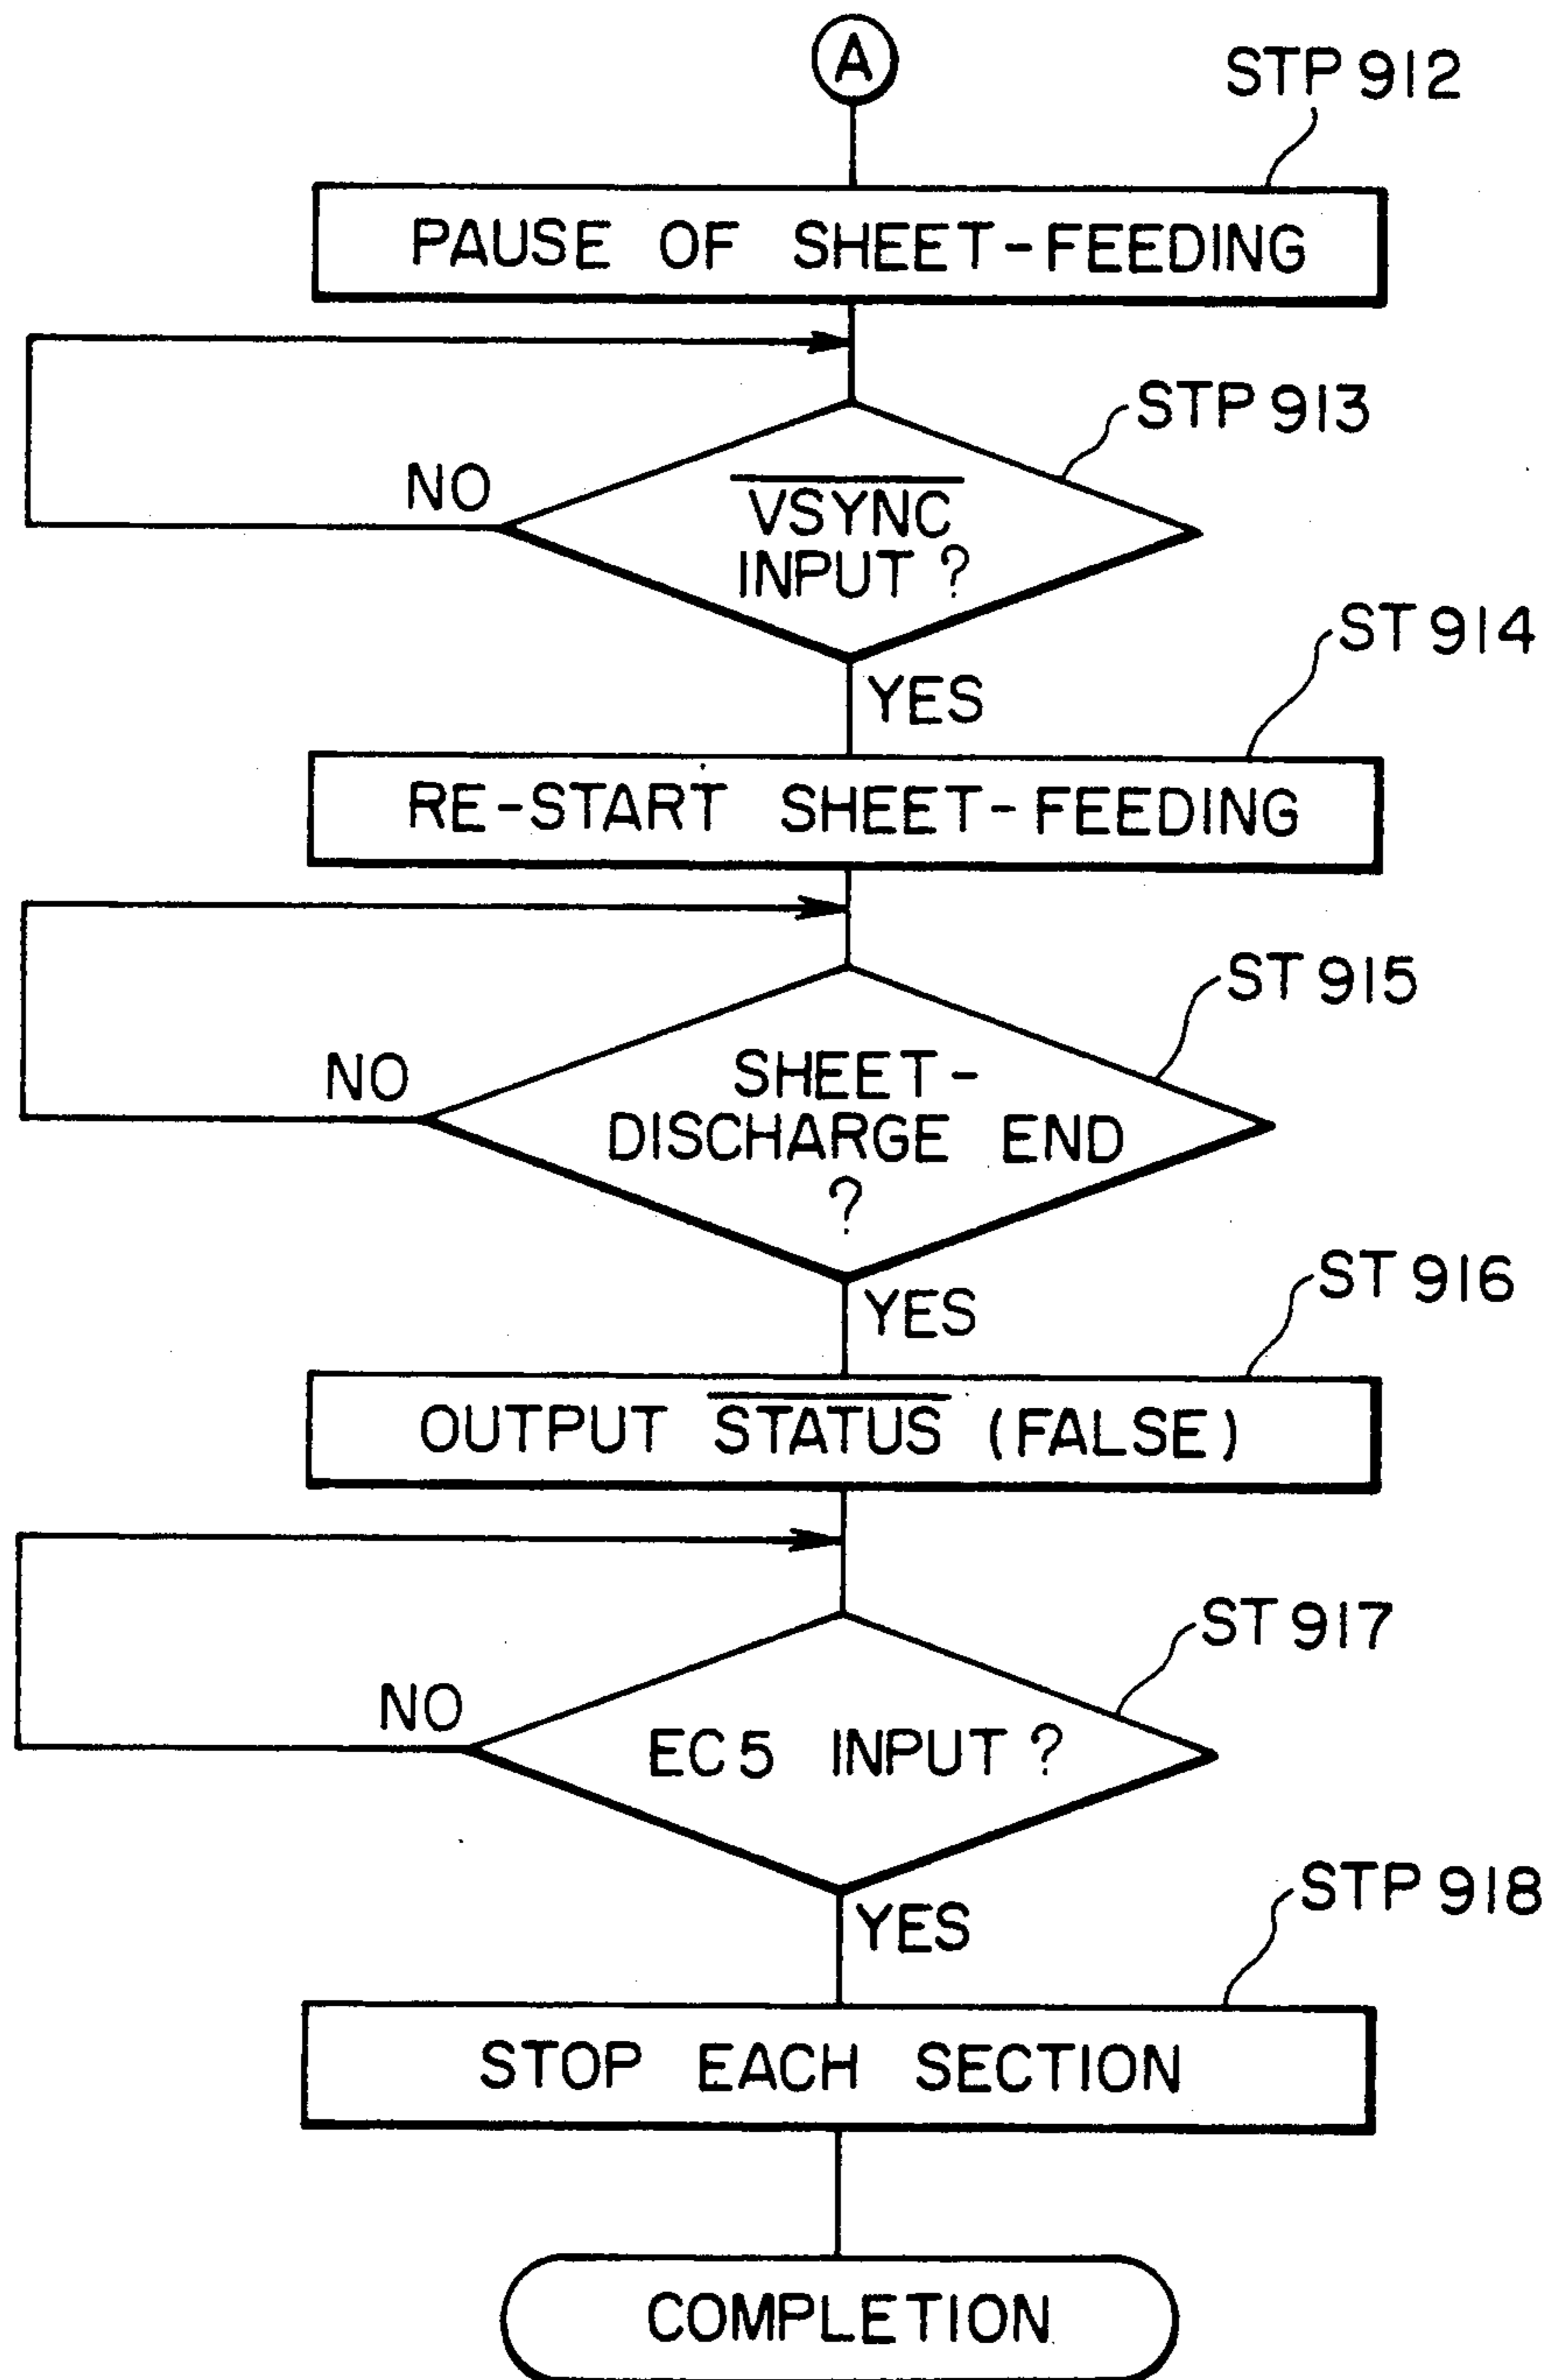 A
STP 912
PAUSE OF SHEET-FEEDING
STP 913
NO
V̅S̅Y̅N̅C̅
INPUT ?
YES
ST 914
RE-START SHEET-FEEDING
ST 915
NO
SHEET-
DISCHARGE END
?
YES
ST 916
OUTPUT S̅T̅A̅T̅U̅S̅ (FALSE)
ST 917
NO
EC5 INPUT ?
YES
STP 918
STOP EACH SECTION
COMPLETION